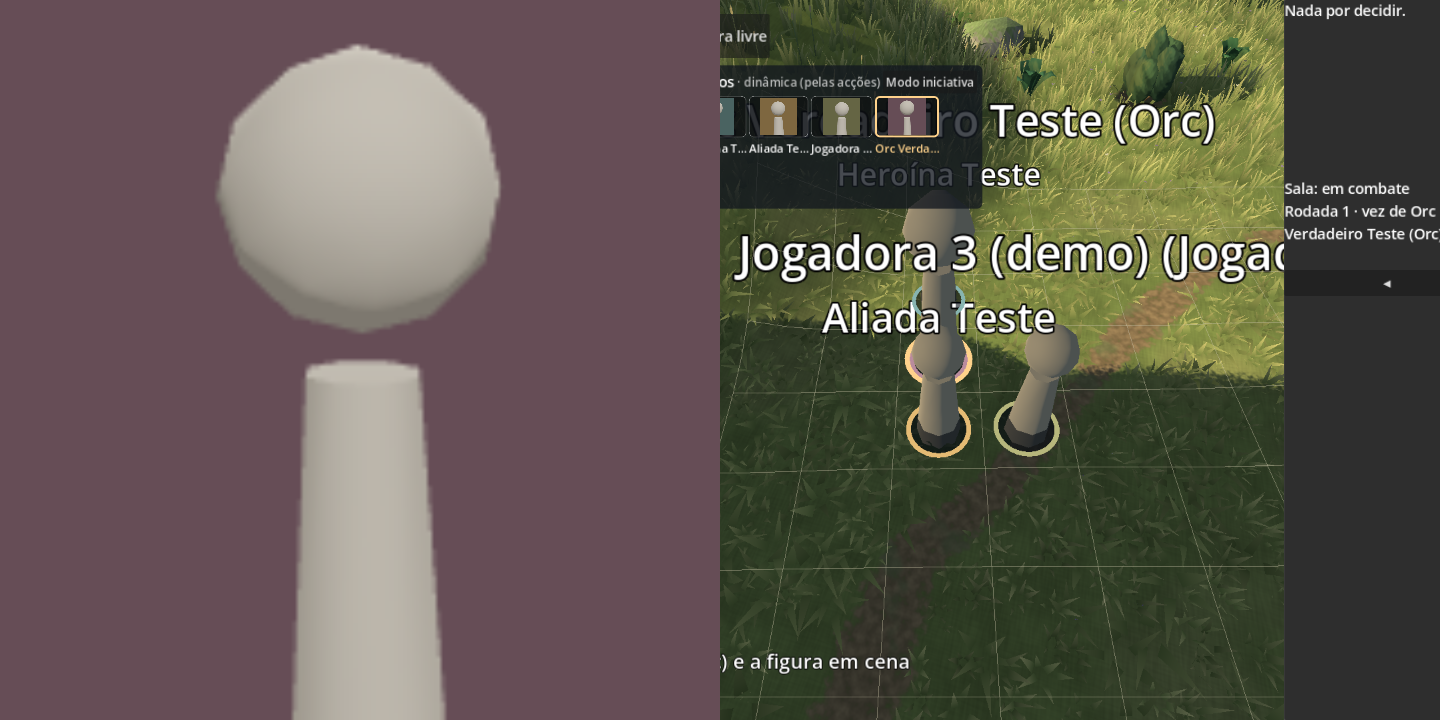 Nada por decidir.
ra livre
os · dinâmica (pelas acções) Modo iniciativa
a T... Aliada Te... Jogadora ... Orc Verda...
Teste (Orc)
Heroína Teste
Sala: em combate
Rodada 1 · vez de Orc
Verdadeiro Teste (Orc)
Jogadora 3 (demo) (Jogad
Aliada Teste
) e a figura em cena